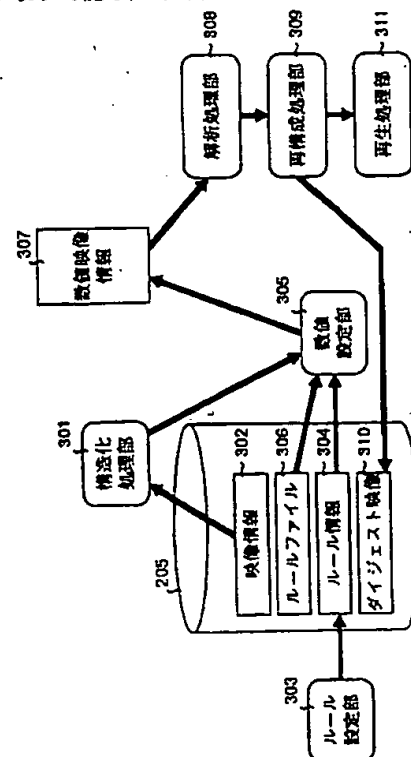 301
構造化
処理部
205
302
映像情報
306
ルールファイル
304
ルール情報
310
ダイジェスト映像
303
ルール
設定部
305
数値
設定部
307
数値映像
情報
308
解析処理部
309
再構成処理部
311
再生処理部